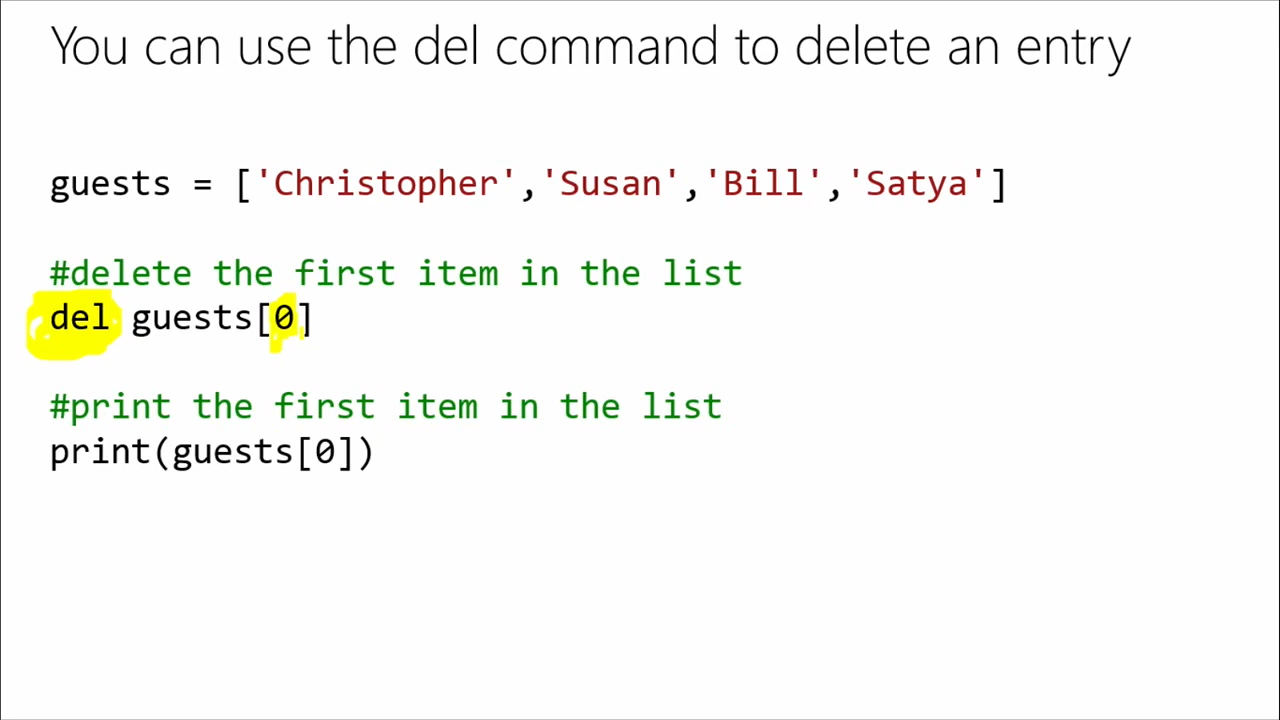 You can use the del command to delete an entry
guests = ['Christopher','Susan','Bill','Satya']
#delete the first item in the list
del guests[0]
#print the first item in the list
print(guests[0])